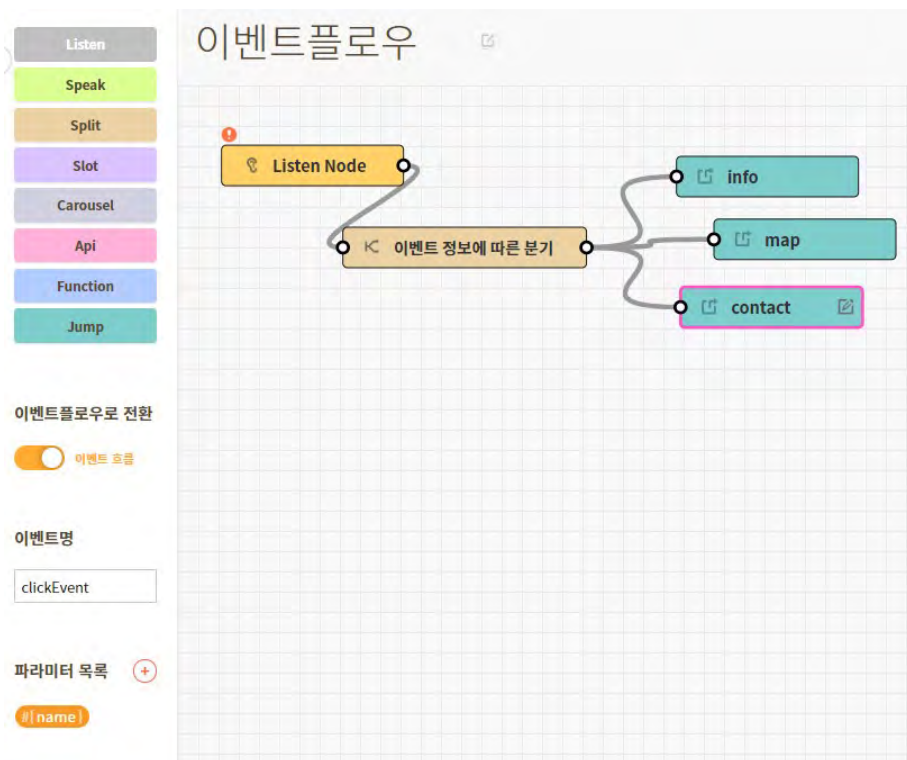 이벤트플로우
Listen
Speak
Split
Slot
Carousel
Api
Function
Jump
Listen Node
이벤트 정보에 따른 분기
info
map
contact
이벤트플로우로 전환
이벤트 흐름
이벤트명
clickEvent
파라미터 목록
#{name}